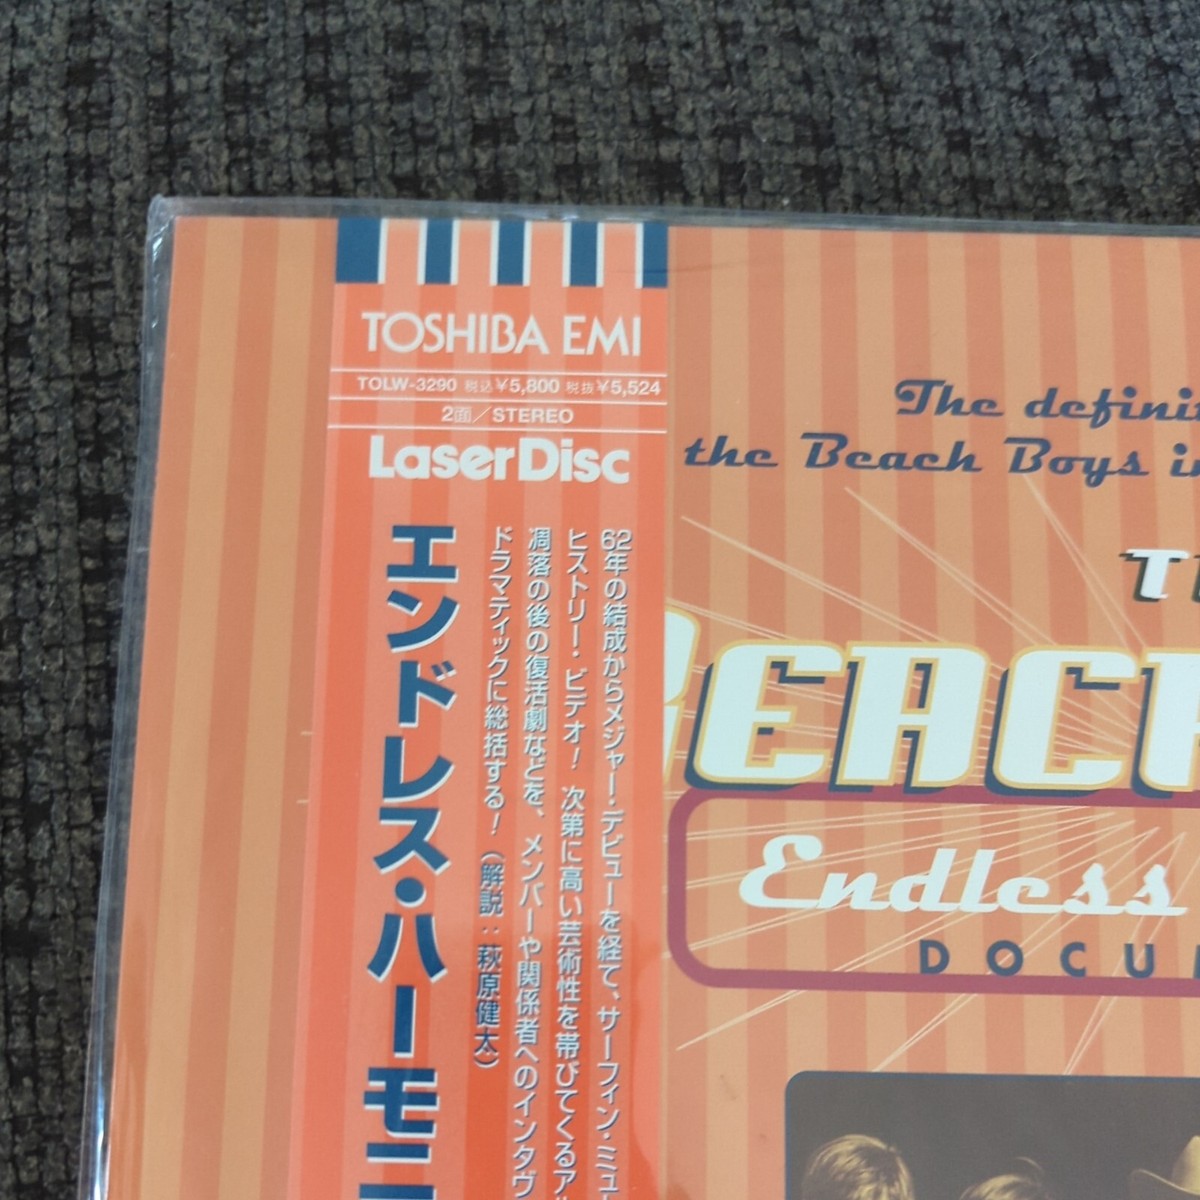 TOSHIBA EMI
TOLW-3290 税込¥5,800 税抜¥5,524
2面/STEREO
LaserDisc
エンドレス・ハーモニ
62年の結成からメジャー・デビューを経て、サーフィン・ミュ
ヒストリー・ビデオ! 次第に高い芸術性を帯びてくるア
凋落の後の復活劇などを、メンバーや関係者へのインタヴ
ドラマティックに総括する! (解説:萩原健太)
The defini
the Beach Boys in
TH
BEACH
Endless
DOCUM